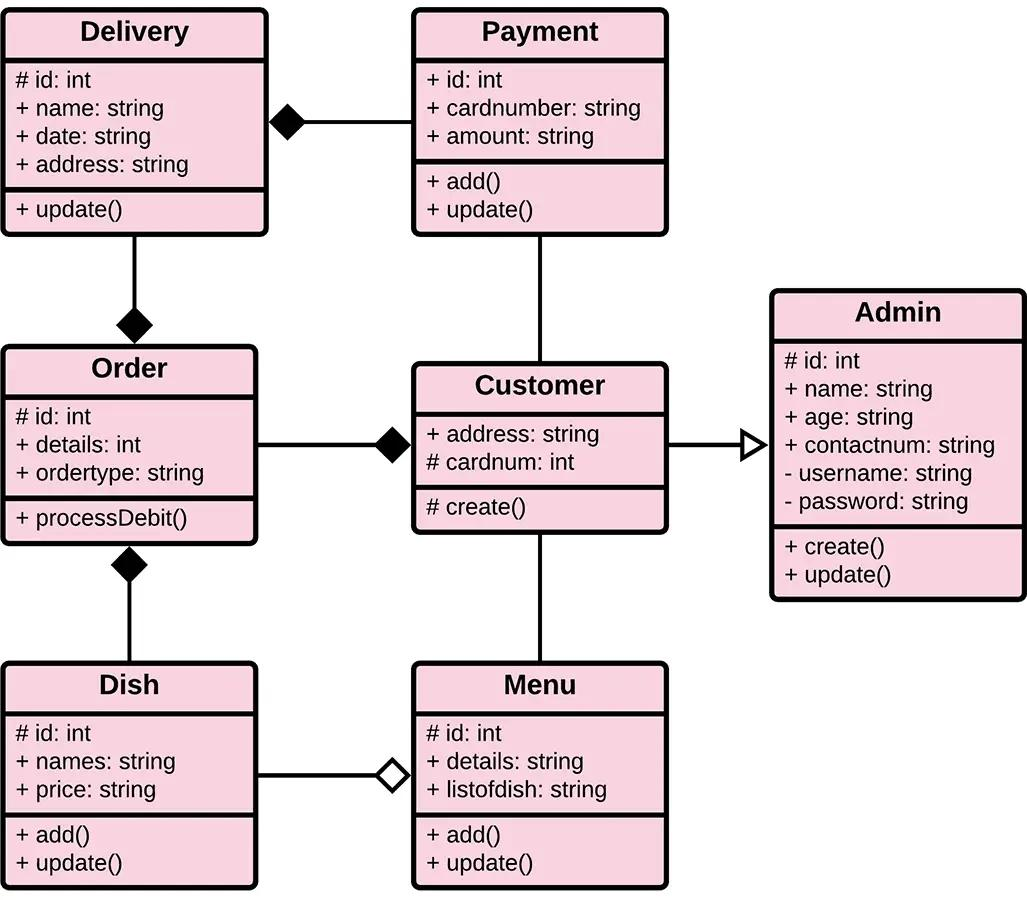 Delivery
# id: int
+ name: string
+ date: string
+ address: string
+ update()
Payment
+ id: int
+ cardnumber: string
+ amount: string
+ add()
+ update()
Order
# id: int
+ details: int
+ ordertype: string
+ processDebit()
Customer
+ address: string
# cardnum: int
# create()
Admin
# id: int
+ name: string
+ age: string
+ contactnum: string
- username: string
- password: string
+ create()
+ update()
Dish
# id: int
+ names: string
+ price: string
+ add()
+ update()
Menu
# id: int
+ details: string
+ listofdish: string
+ add()
+ update()